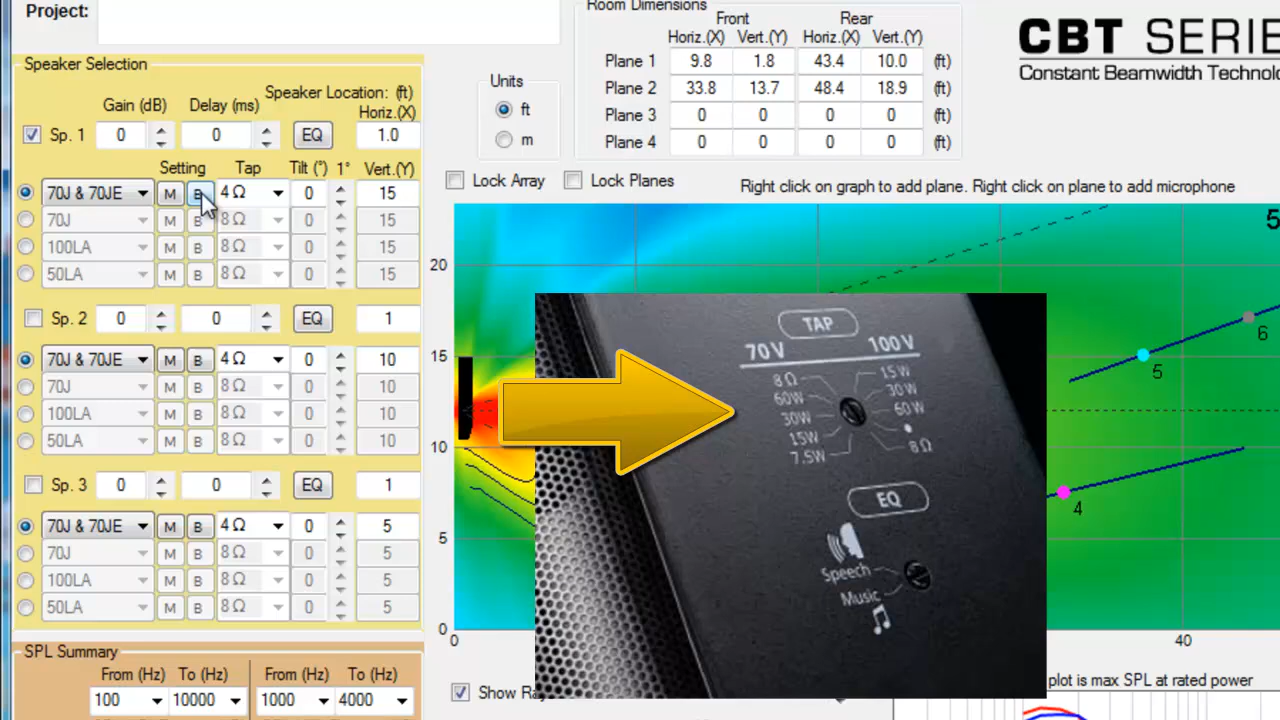 Project:
Speaker Selection
Gain (dB) Delay (ms) Speaker Location: (ft)
Horiz.(X)
Sp. 1 0 0 EQ 1.0
Setting Tap Tilt (°) 1° Vert.(Y)
70J & 70JE M B 4 Ω 0 15
70J M B 8 Ω 0 15
100LA M B 8 Ω 0 15
50LA M B 8 Ω 0 15
Sp. 2 0 0 EQ 1
70J & 70JE M B 4 Ω 0 10
70J M B 8 Ω 0 10
100LA M B 8 Ω 0 10
50LA M B 8 Ω 0 10
Sp. 3 0 0 EQ 1
70J & 70JE M B 4 Ω 0 5
70J M B 8 Ω 0 5
100LA M B 8 Ω 0 5
50LA M B 8 Ω 0 5
SPL Summary
From (Hz) To (Hz) From (Hz) To (Hz)
100 10000 1000 4000
Units
ft
m
Room Dimensions
Front Rear
Horiz.(X) Vert.(Y) Horiz.(X) Vert.(Y)
Plane 1 9.8 1.8 43.4 10.0 (ft)
Plane 2 33.8 13.7 48.4 18.9 (ft)
Plane 3 0 0 0 0 (ft)
Plane 4 0 0 0 0 (ft)
CBT SERIE
Constant Beamwidth Technolo
Lock Array Lock Planes Right click on graph to add plane. Right click on plane to add microphone
5
20
15
10
5
0
0
40
6
5
4
TAP
70V 100V
8Ω 15W
60W 30W
30W 60W
15W 8Ω
7.5W
EQ
Speech
Music
Show Ra
plot is max SPL at rated power